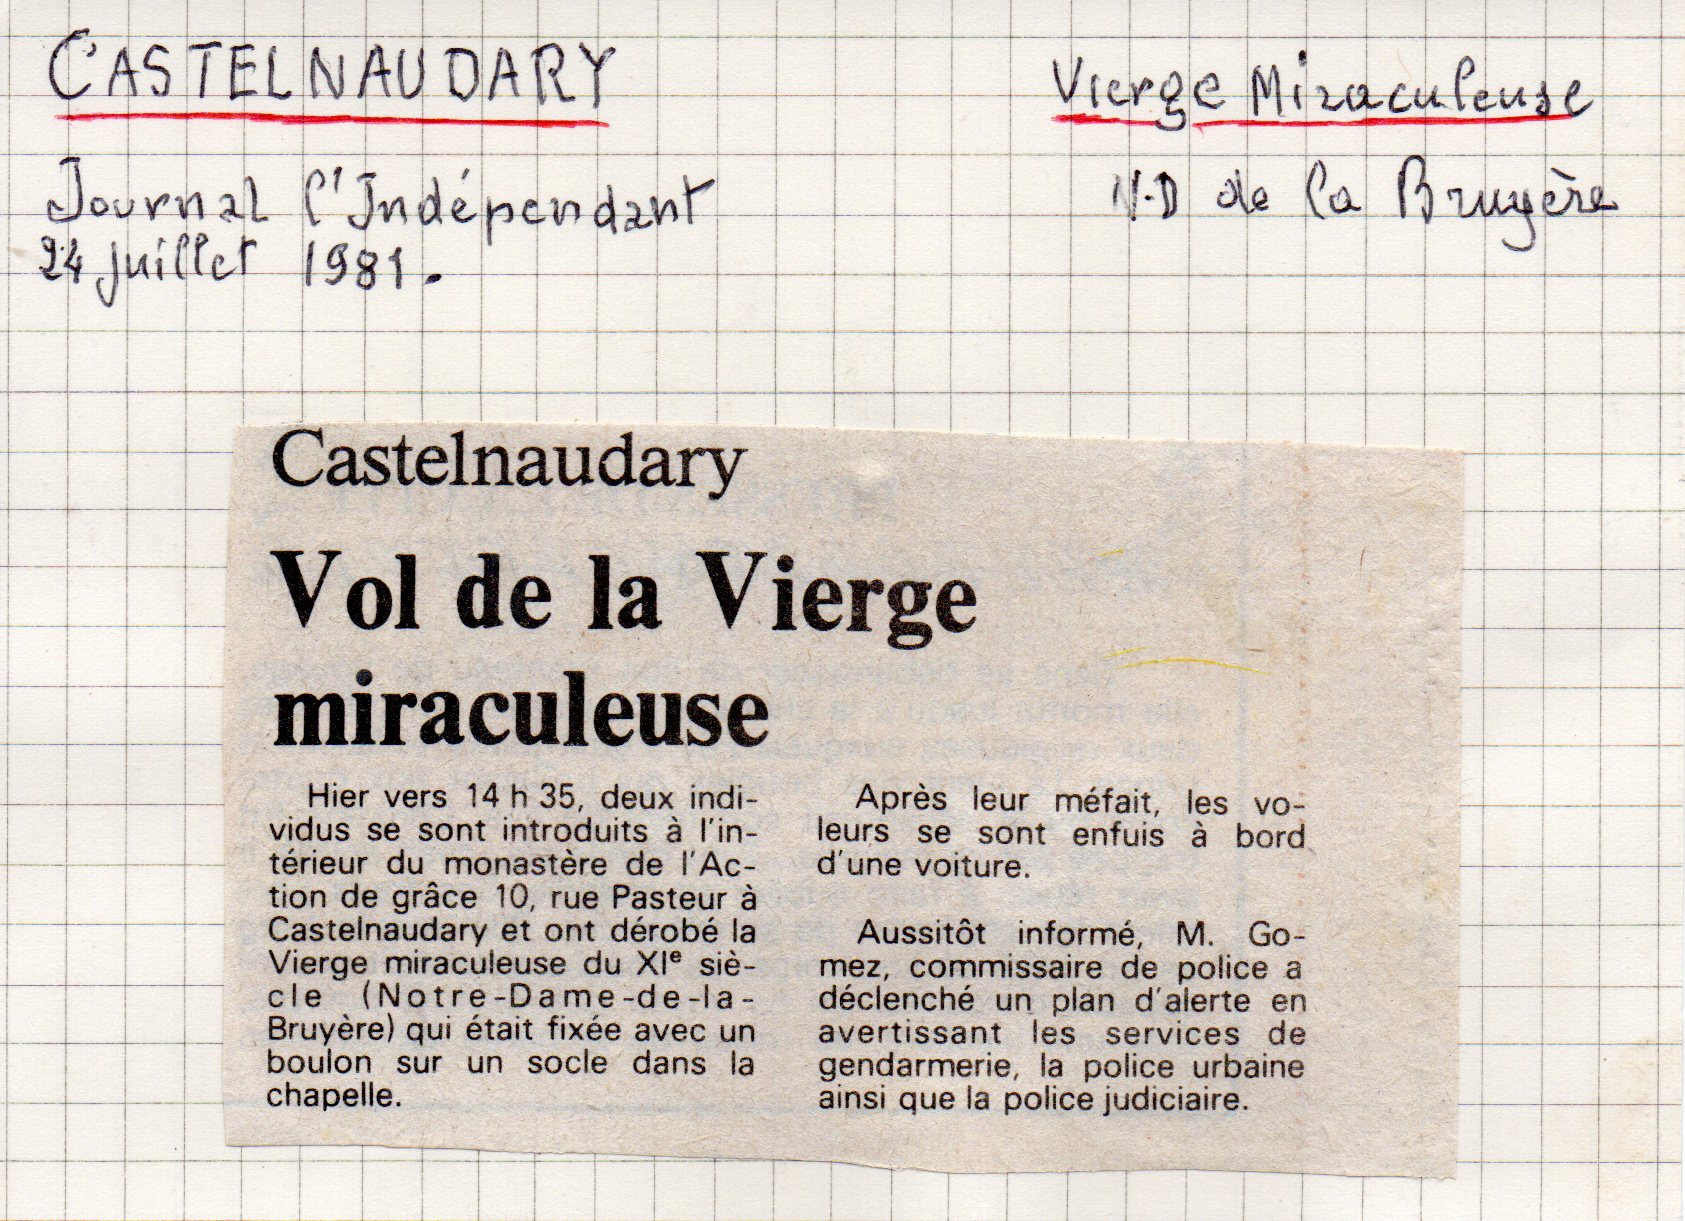 CASTELNAUDARY
Vierge Miraculeuse
Journal l'Indépendant
N.D de la Bruyère
24 juillet 1981.
Castelnaudary
Vol de la Vierge
miraculeuse
Hier vers 14 h 35, deux indi-
vidus se sont introduits à l'in-
térieur du monastère de l'Ac-
tion de grâce 10, rue Pasteur à
Castelnaudary et ont dérobé la
Vierge miraculeuse du XIe siè-
cle (Notre-Dame-de-la-
Bruyère) qui était fixée avec un
boulon sur un socle dans la
chapelle.
Après leur méfait, les vo-
leurs se sont enfuis à bord
d'une voiture.
Aussitôt informé, M. Go-
mez, commissaire de police a
déclenché un plan d'alerte en
avertissant les services de
gendarmerie, la police urbaine
ainsi que la police judiciaire.